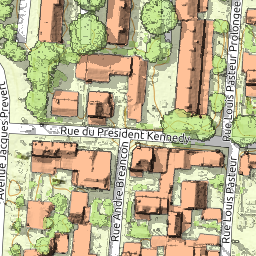 Rue du President Kennedy
Avenue Jacques-Prevert
Rue Andre Breancon
Rue Louis Pasteur Prolongee
Rue Louis Pasteur